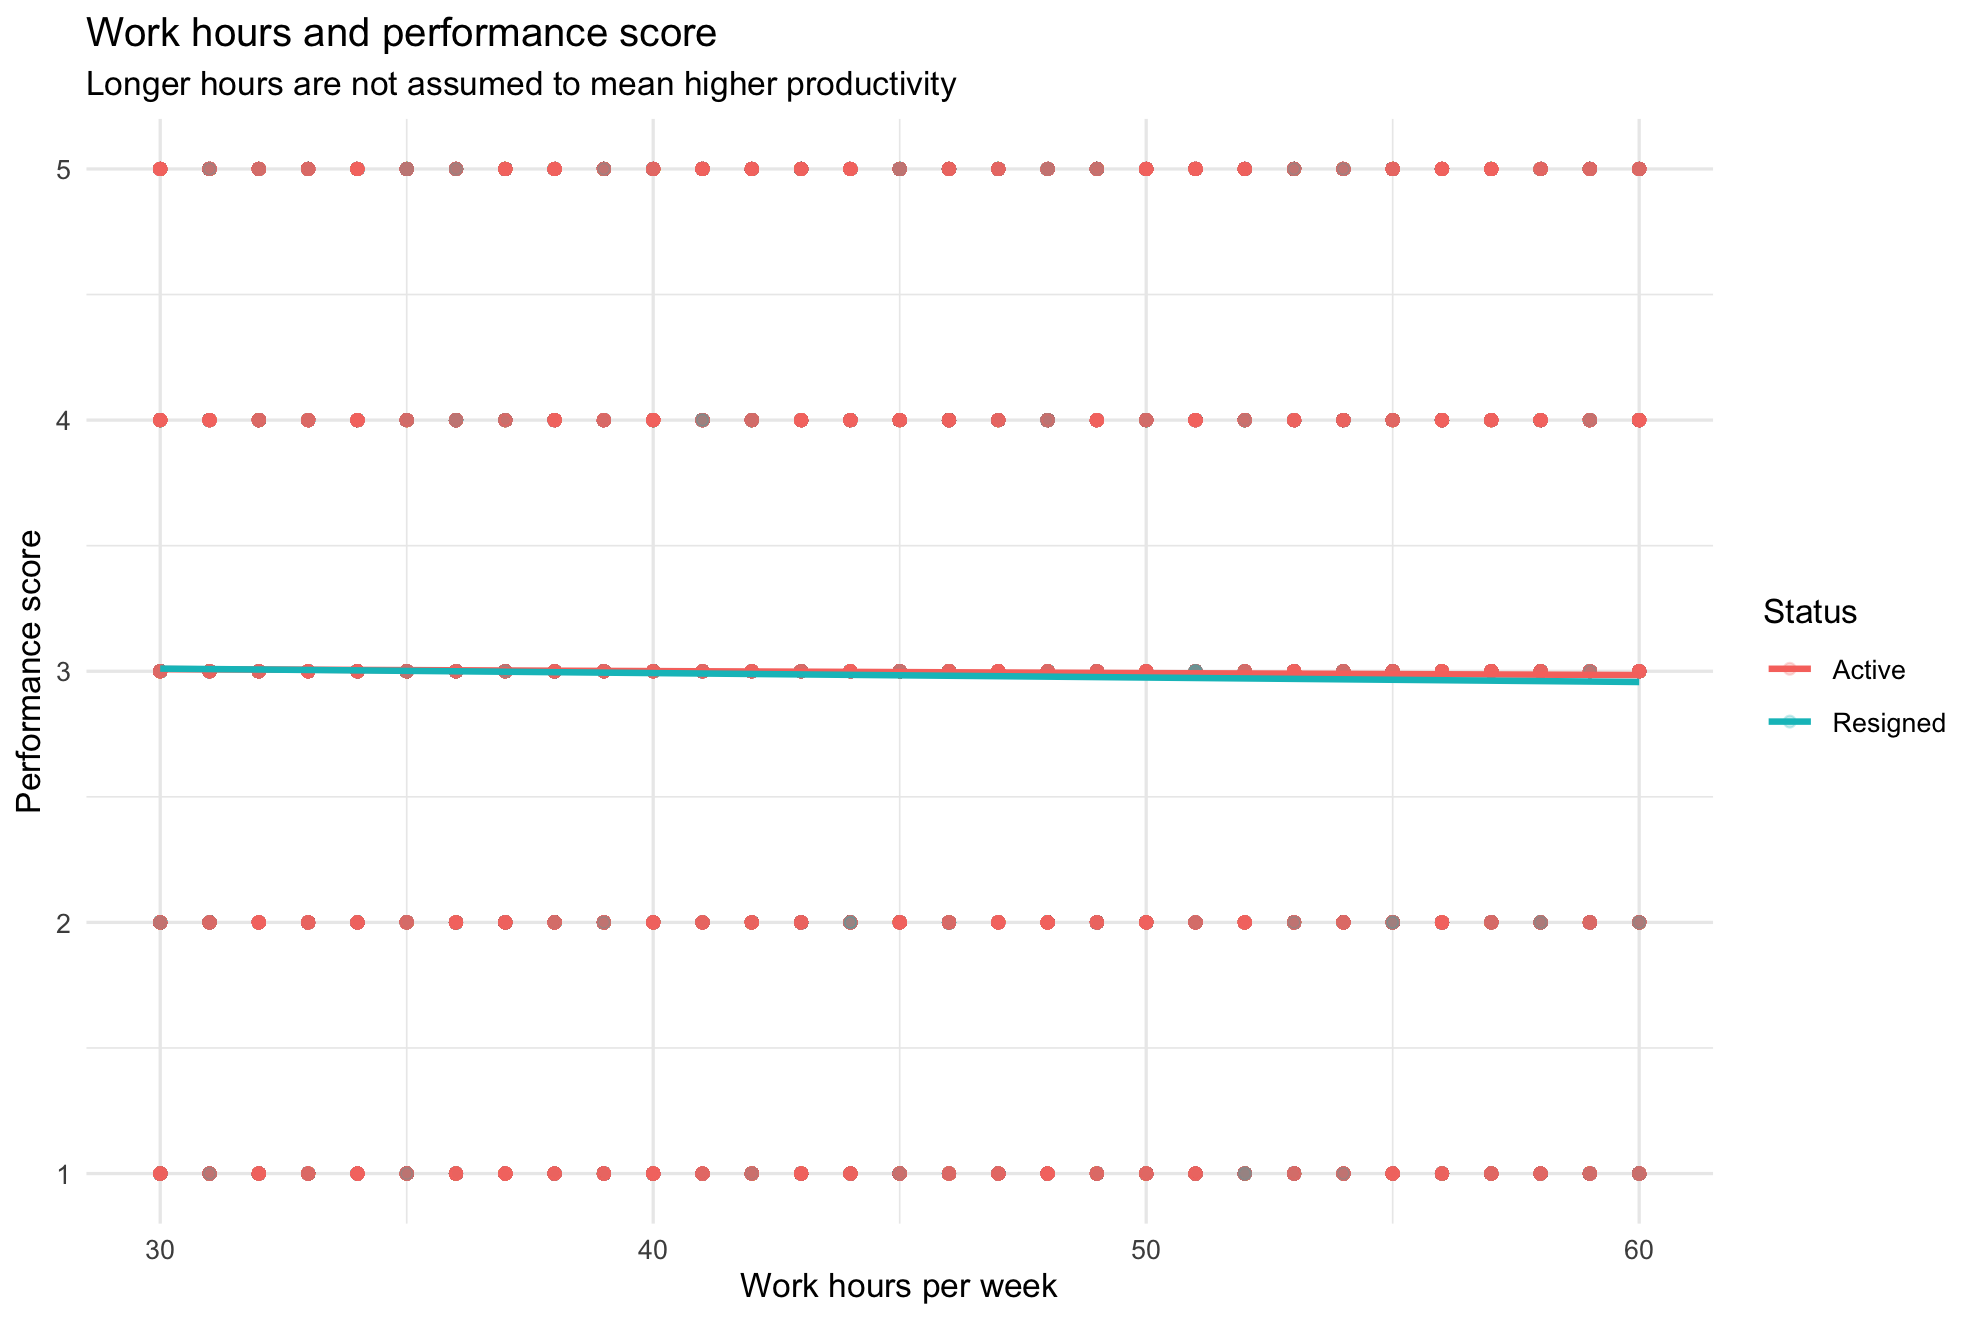 Work hours and performance score
Longer hours are not assumed to mean higher productivity
5
4
3
2
1
Performance score
30
40
50
60
Work hours per week
Status
Active
Resigned